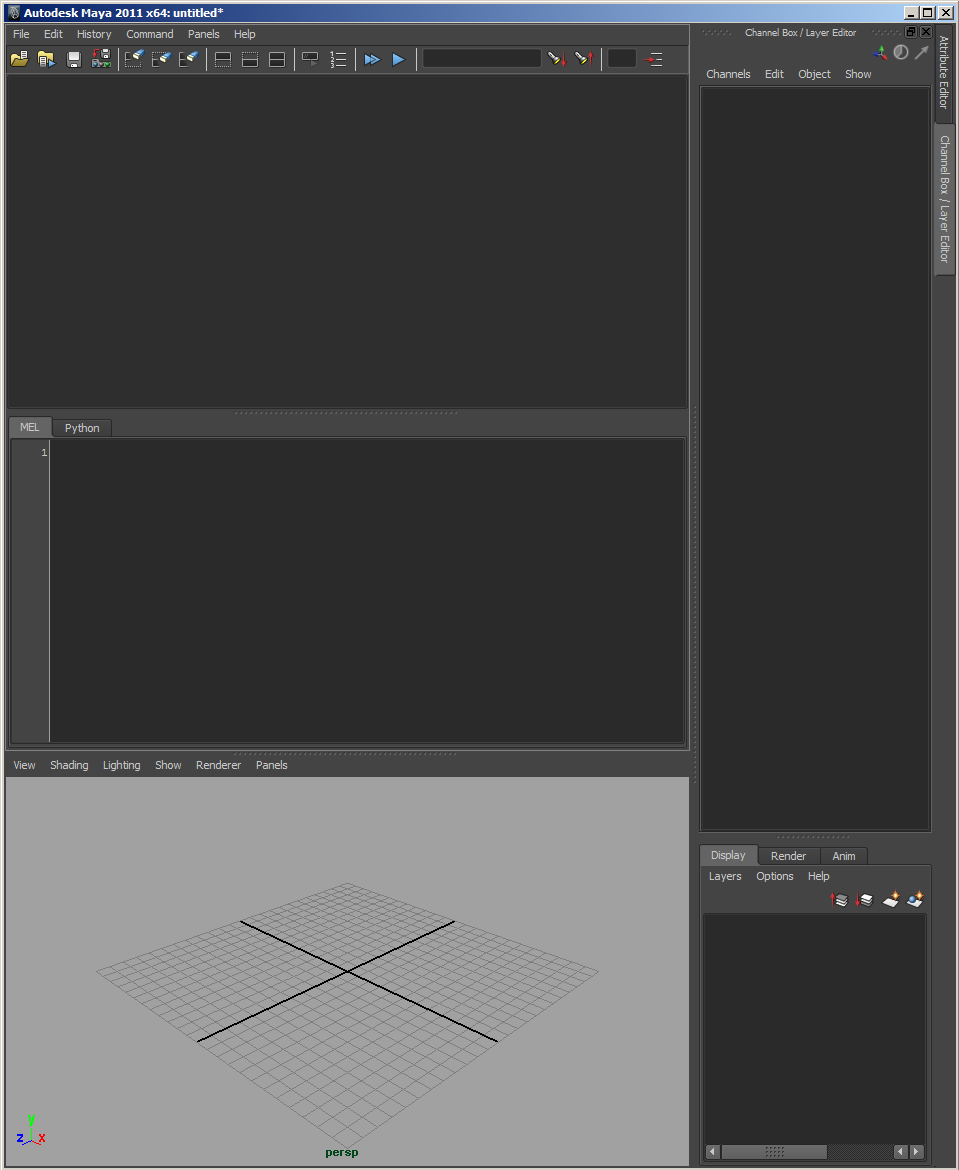 Autodesk Maya 2011 x64: untitled*
File Edit History Command Panels Help
MEL Python
1
View Shading Lighting Show Renderer Panels
Y
Z X
persp
Channel Box / Layer Editor
Channels Edit Object Show
Display Render Anim
Layers Options Help
Attribute Editor
Channel Box / Layer Editor